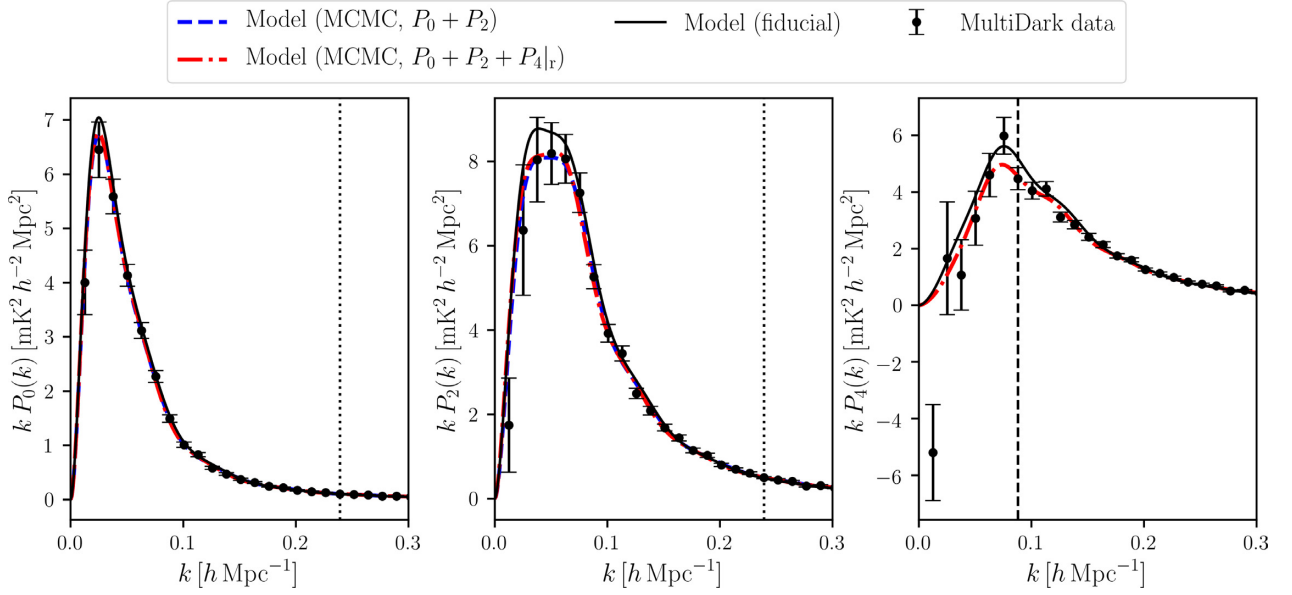 Model (MCMC, P₀ + P₂)
Model (MCMC, P₀ + P₂ + P₄|ᵣ)
Model (fiducial)
MultiDark data
k P₀(k) [mK² h⁻² Mpc²]
7
6
5
4
3
2
1
0
0.0 0.1 0.2 0.3
k [h Mpc⁻¹]
k P₂(k) [mK² h⁻² Mpc²]
8
6
4
2
0
0.0 0.1 0.2 0.3
k [h Mpc⁻¹]
k P₄(k) [mK² h⁻² Mpc²]
6
4
2
0
−2
−4
−6
0.0 0.1 0.2 0.3
k [h Mpc⁻¹]